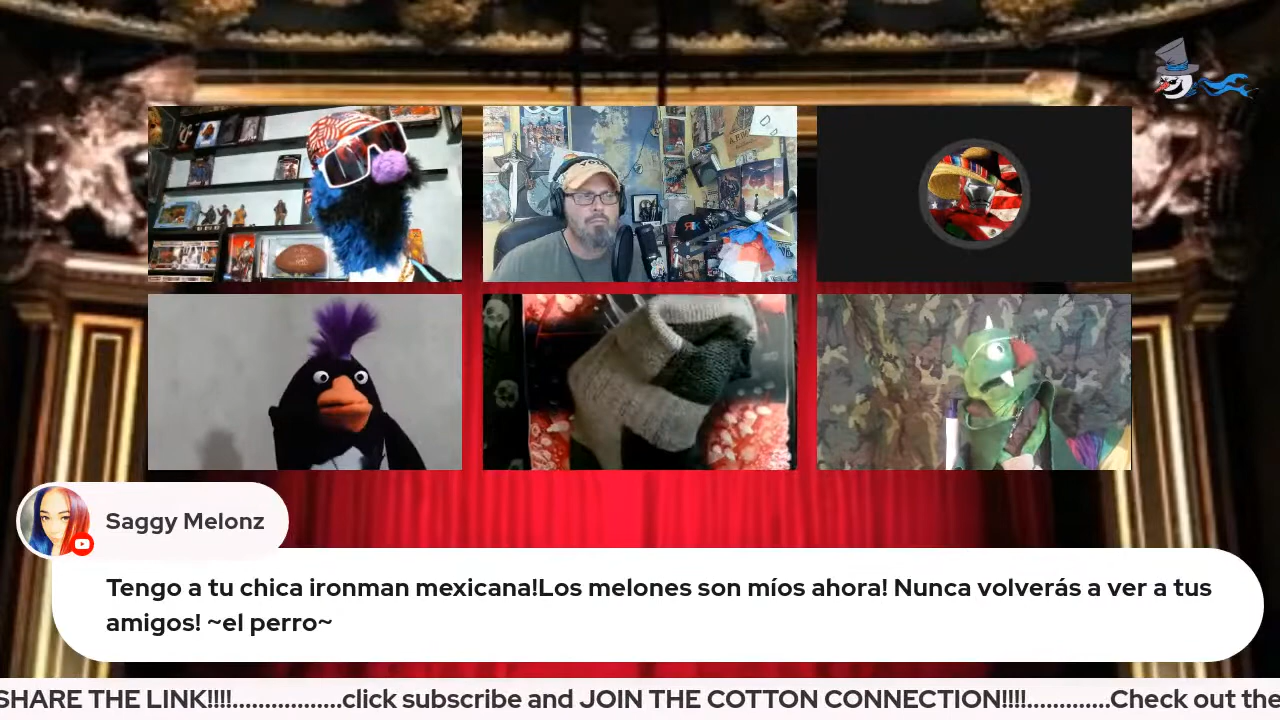 Saggy Melonz
Tengo a tu chica ironman mexicana!Los melones son míos ahora! Nunca volverás a ver a tus
amigos! ~el perro~
SHARE THE LINK!!!!.................click subscribe and JOIN THE COTTON CONNECTION!!!!.............Check out the